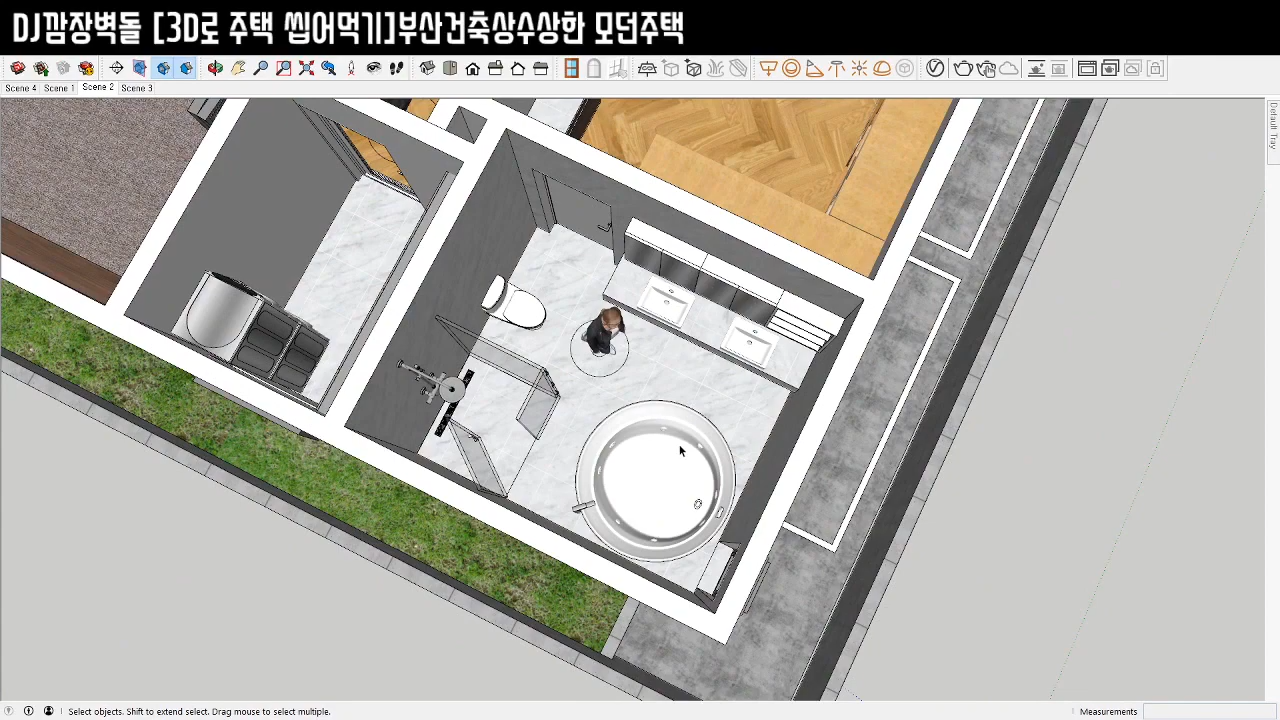 DJ깜장벽돌 [3D로 주택 씹어먹기]부산건축상수상한 모던주택
Scene 4 Scene 1 Scene 2 Scene 3
Default Tray
Select objects. Shift to extend select. Drag mouse to select multiple.
Measurements